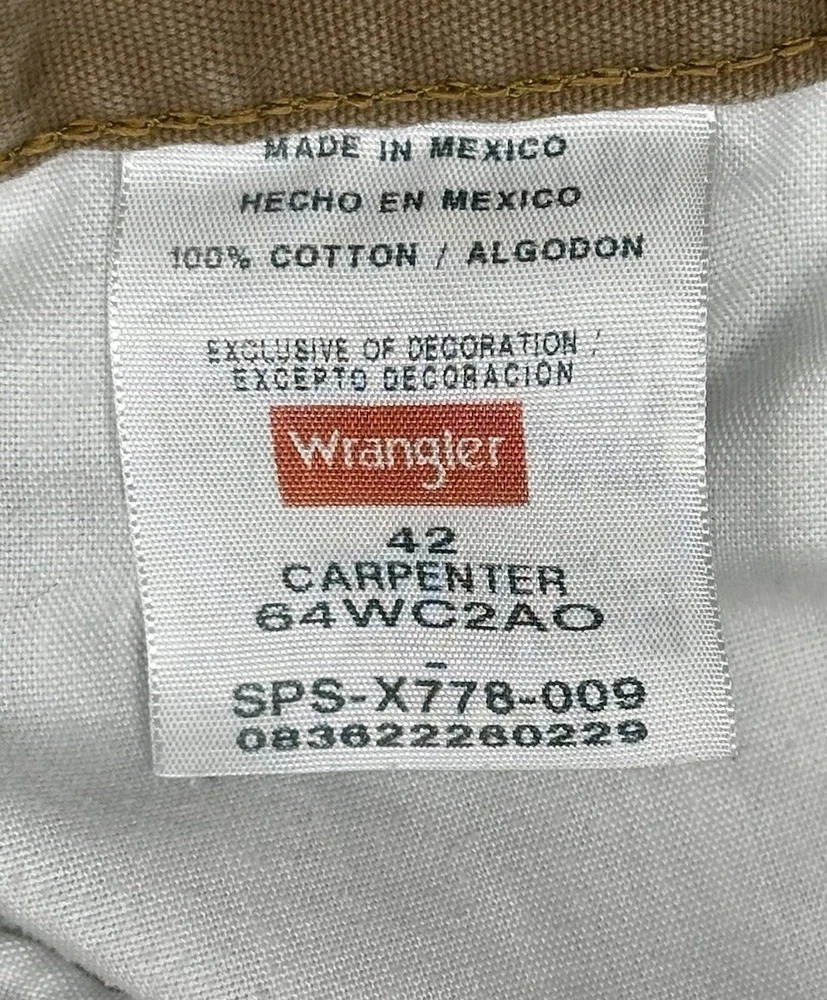 MADE IN MEXICO
HECHO EN MEXICO
100% COTTON / ALGODON
EXCLUSIVE OF DECORATION /
EXCEPTO DECORACION
Wrangler
42
CARPENTER
64WC2AO
-
SPS-X778-009
083622260229